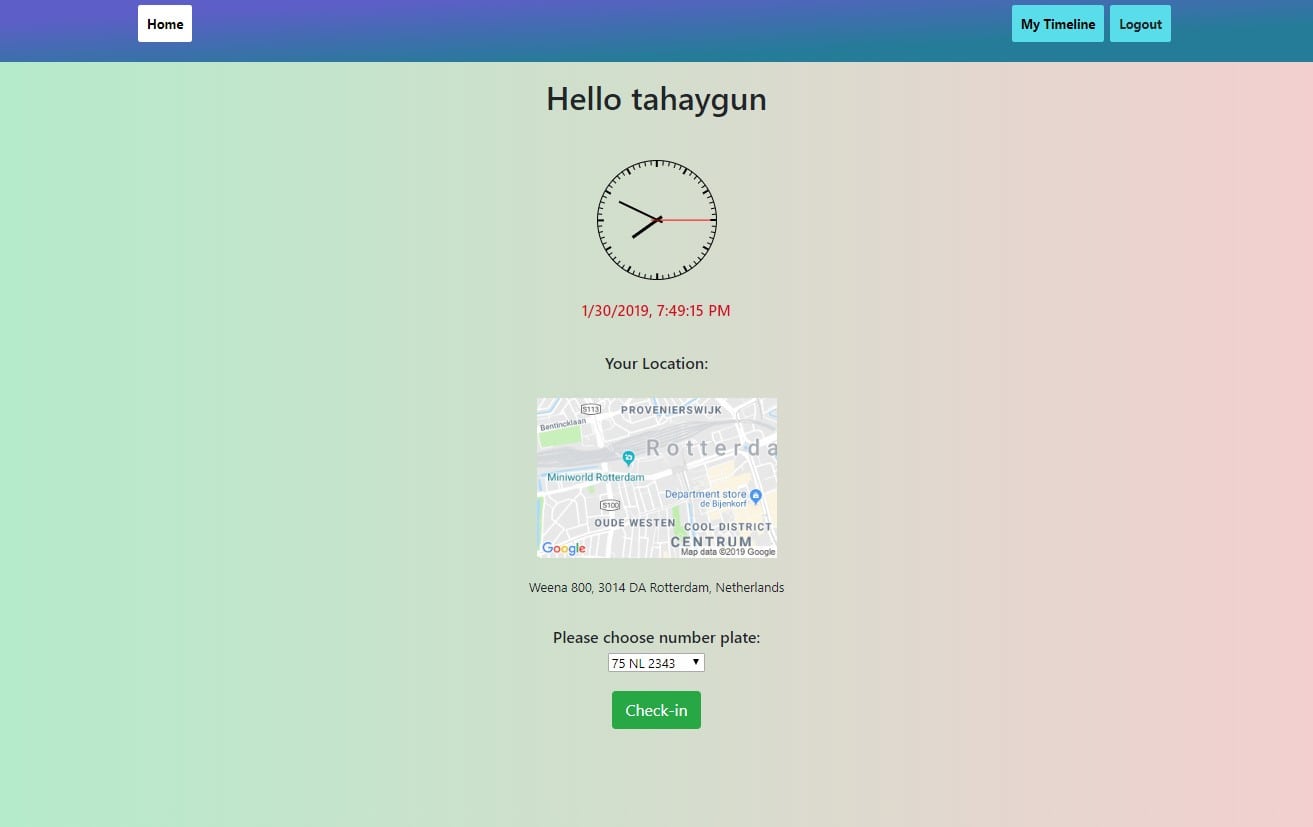 Home
My Timeline
Logout
Hello tahaygun
1/30/2019, 7:49:15 PM
Your Location:
S113
PROVENIERSWIJK
Bentincklaan
Rotterda
Miniworld Rotterdam
Department store
de Bijenkorf
S100
OUDE WESTEN
COOL DISTRICT
CENTRUM
Google
Map data ©2019 Google
Weena 800, 3014 DA Rotterdam, Netherlands
Please choose number plate:
75 NL 2343
Check-in